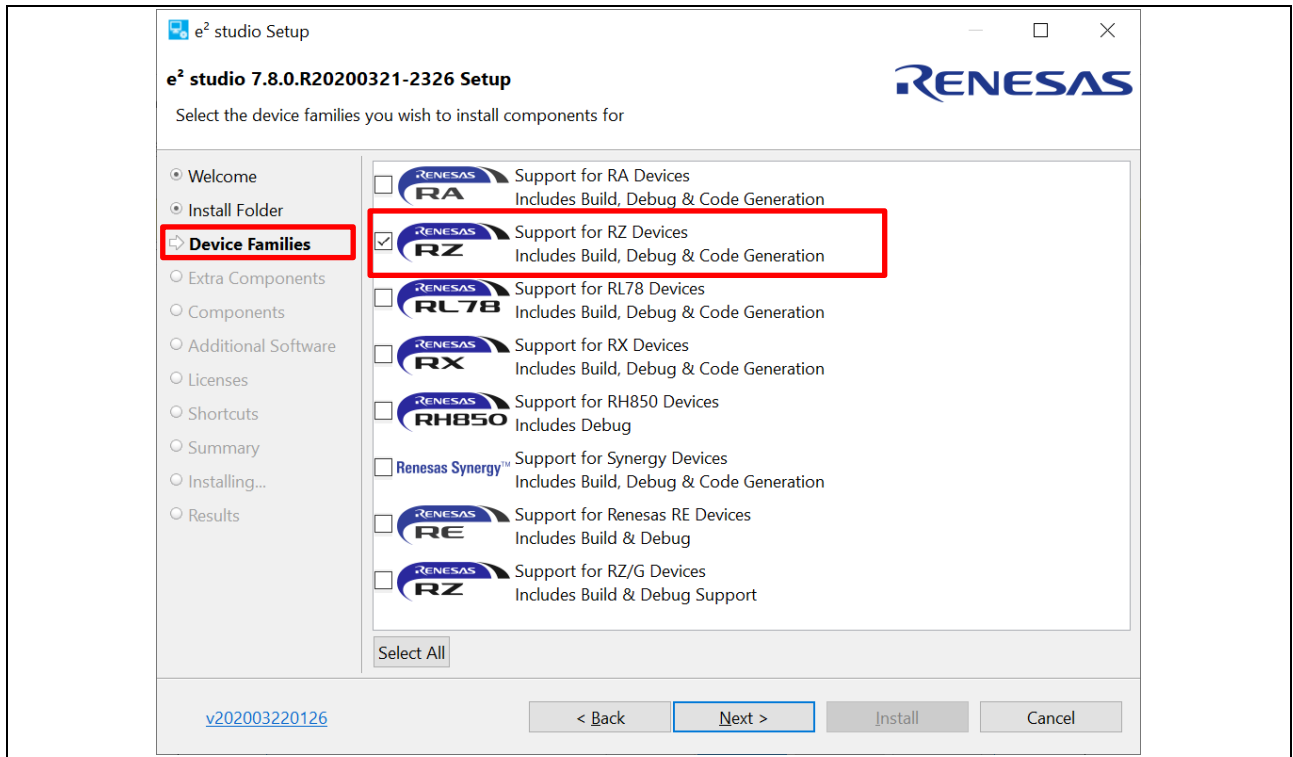 e² studio Setup
e² studio 7.8.0.R20200321-2326 Setup
RENESAS
Select the device families you wish to install components for
Welcome
Install Folder
Device Families
Extra Components
Components
Additional Software
Licenses
Shortcuts
Summary
Installing...
Results
RENESAS
RA
Support for RA Devices
Includes Build, Debug & Code Generation
RENESAS
RZ
Support for RZ Devices
Includes Build, Debug & Code Generation
RENESAS
RL78
Support for RL78 Devices
Includes Build, Debug & Code Generation
RENESAS
RX
Support for RX Devices
Includes Build, Debug & Code Generation
RENESAS
RH850
Support for RH850 Devices
Includes Debug
Renesas Synergy™
Support for Synergy Devices
Includes Build, Debug & Code Generation
RENESAS
RE
Support for Renesas RE Devices
Includes Build & Debug
RENESAS
RZ
Support for RZ/G Devices
Includes Build & Debug Support
Select All
v202003220126
< Back
Next >
Install
Cancel